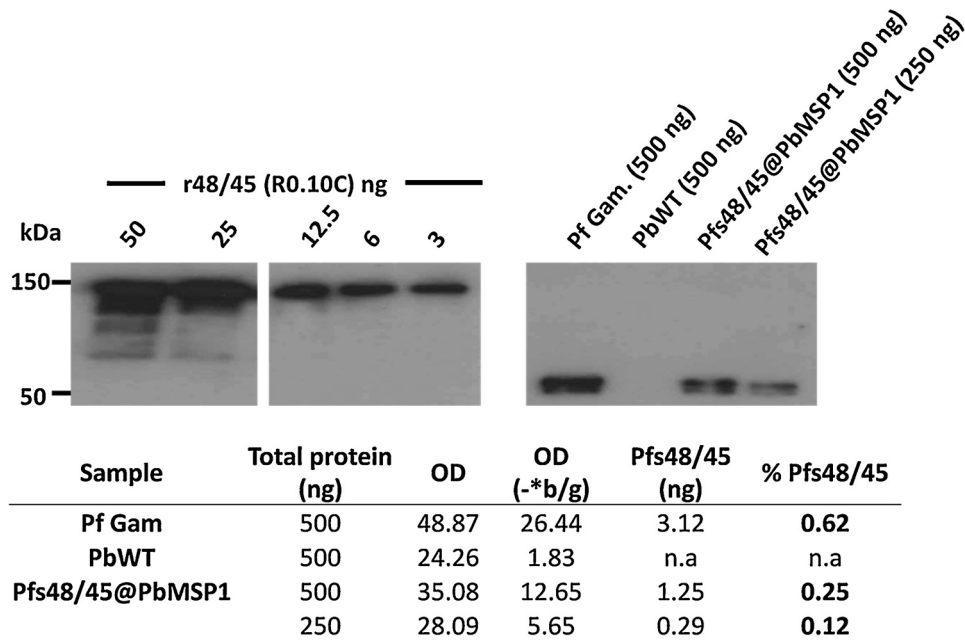 Pf Gam. (500 ng)
PbWT (500 ng)
Pfs48/45@PbMSP1 (500 ng)
Pfs48/45@PbMSP1 (250 ng)
r48/45 (R0.10C) ng
kDa
50 25 12.5 6 3
150
50
Sample Total protein (ng) OD OD (-*b/g) Pfs48/45 (ng) % Pfs48/45
Pf Gam 500 48.87 26.44 3.12 0.62
PbWT 500 24.26 1.83 n.a n.a
Pfs48/45@PbMSP1 500 35.08 12.65 1.25 0.25
250 28.09 5.65 0.29 0.12